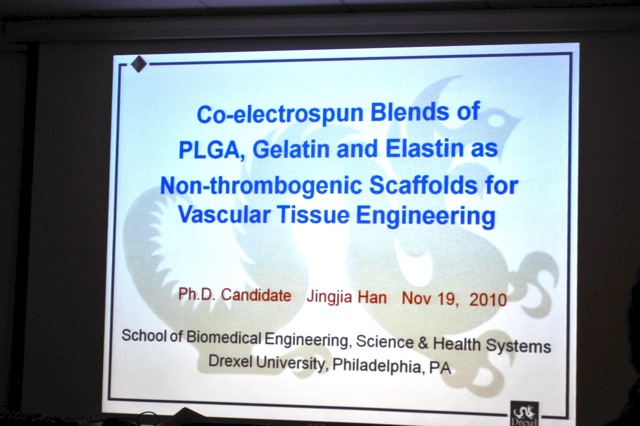 Co-electrospun Blends of
PLGA, Gelatin and Elastin as
Non-thrombogenic Scaffolds for
Vascular Tissue Engineering
Ph.D. Candidate Jingjia Han Nov 19, 2010
School of Biomedical Engineering, Science & Health Systems
Drexel University, Philadelphia, PA
Drexel